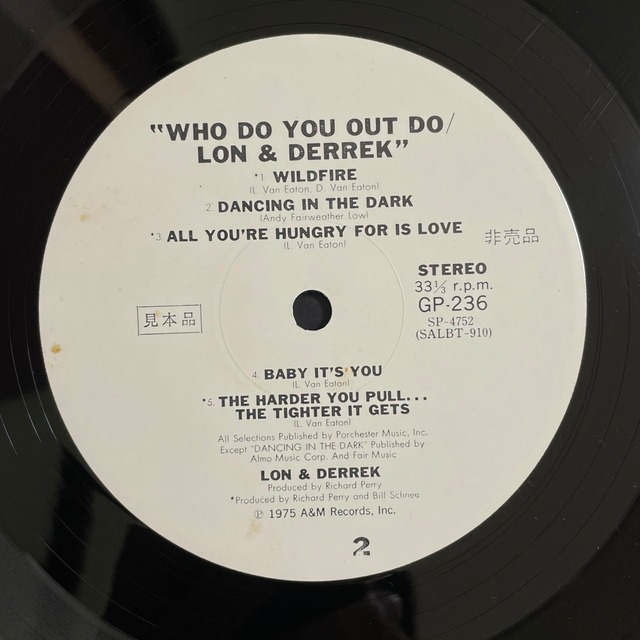 "WHO DO YOU OUT DO/
LON & DERREK"
*1. WILDFIRE
(L. Van Eaton, D. Van Eaton)
2. DANCING IN THE DARK
(Andy Fairweather Low)
*3. ALL YOU'RE HUNGRY FOR IS LOVE
(L. Van Eaton)
非売品
STEREO
33⅓ r.p.m.
GP-236
SP-4752
(SALBT-910)
見本品
4. BABY IT'S YOU
(L. Van Eaton)
*5. THE HARDER YOU PULL...
THE TIGHTER IT GETS
(L. Van Eaton)
All Selections Published by Porchester Music, Inc.
Except "DANCING IN THE DARK" Published by
Almo Music Corp. And Fair Music
LON & DERREK
Produced by Richard Perry
*Produced by Richard Perry and Bill Schnee
℗ 1975 A&M Records, Inc.
2